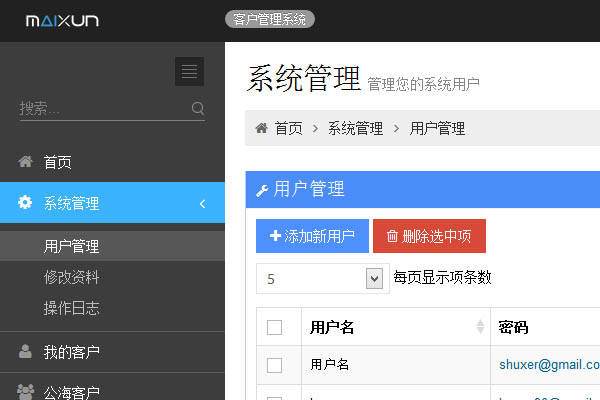 MAIXUN
客户管理系统
搜索...
首页
系统管理
用户管理
修改资料
操作日志
我的客户
公海客户
系统管理 管理您的系统用户
首页 > 系统管理 > 用户管理
用户管理
添加新用户 删除选中项
5 每页显示项条数
用户名 密码
用户名 shuxer@gmail.co